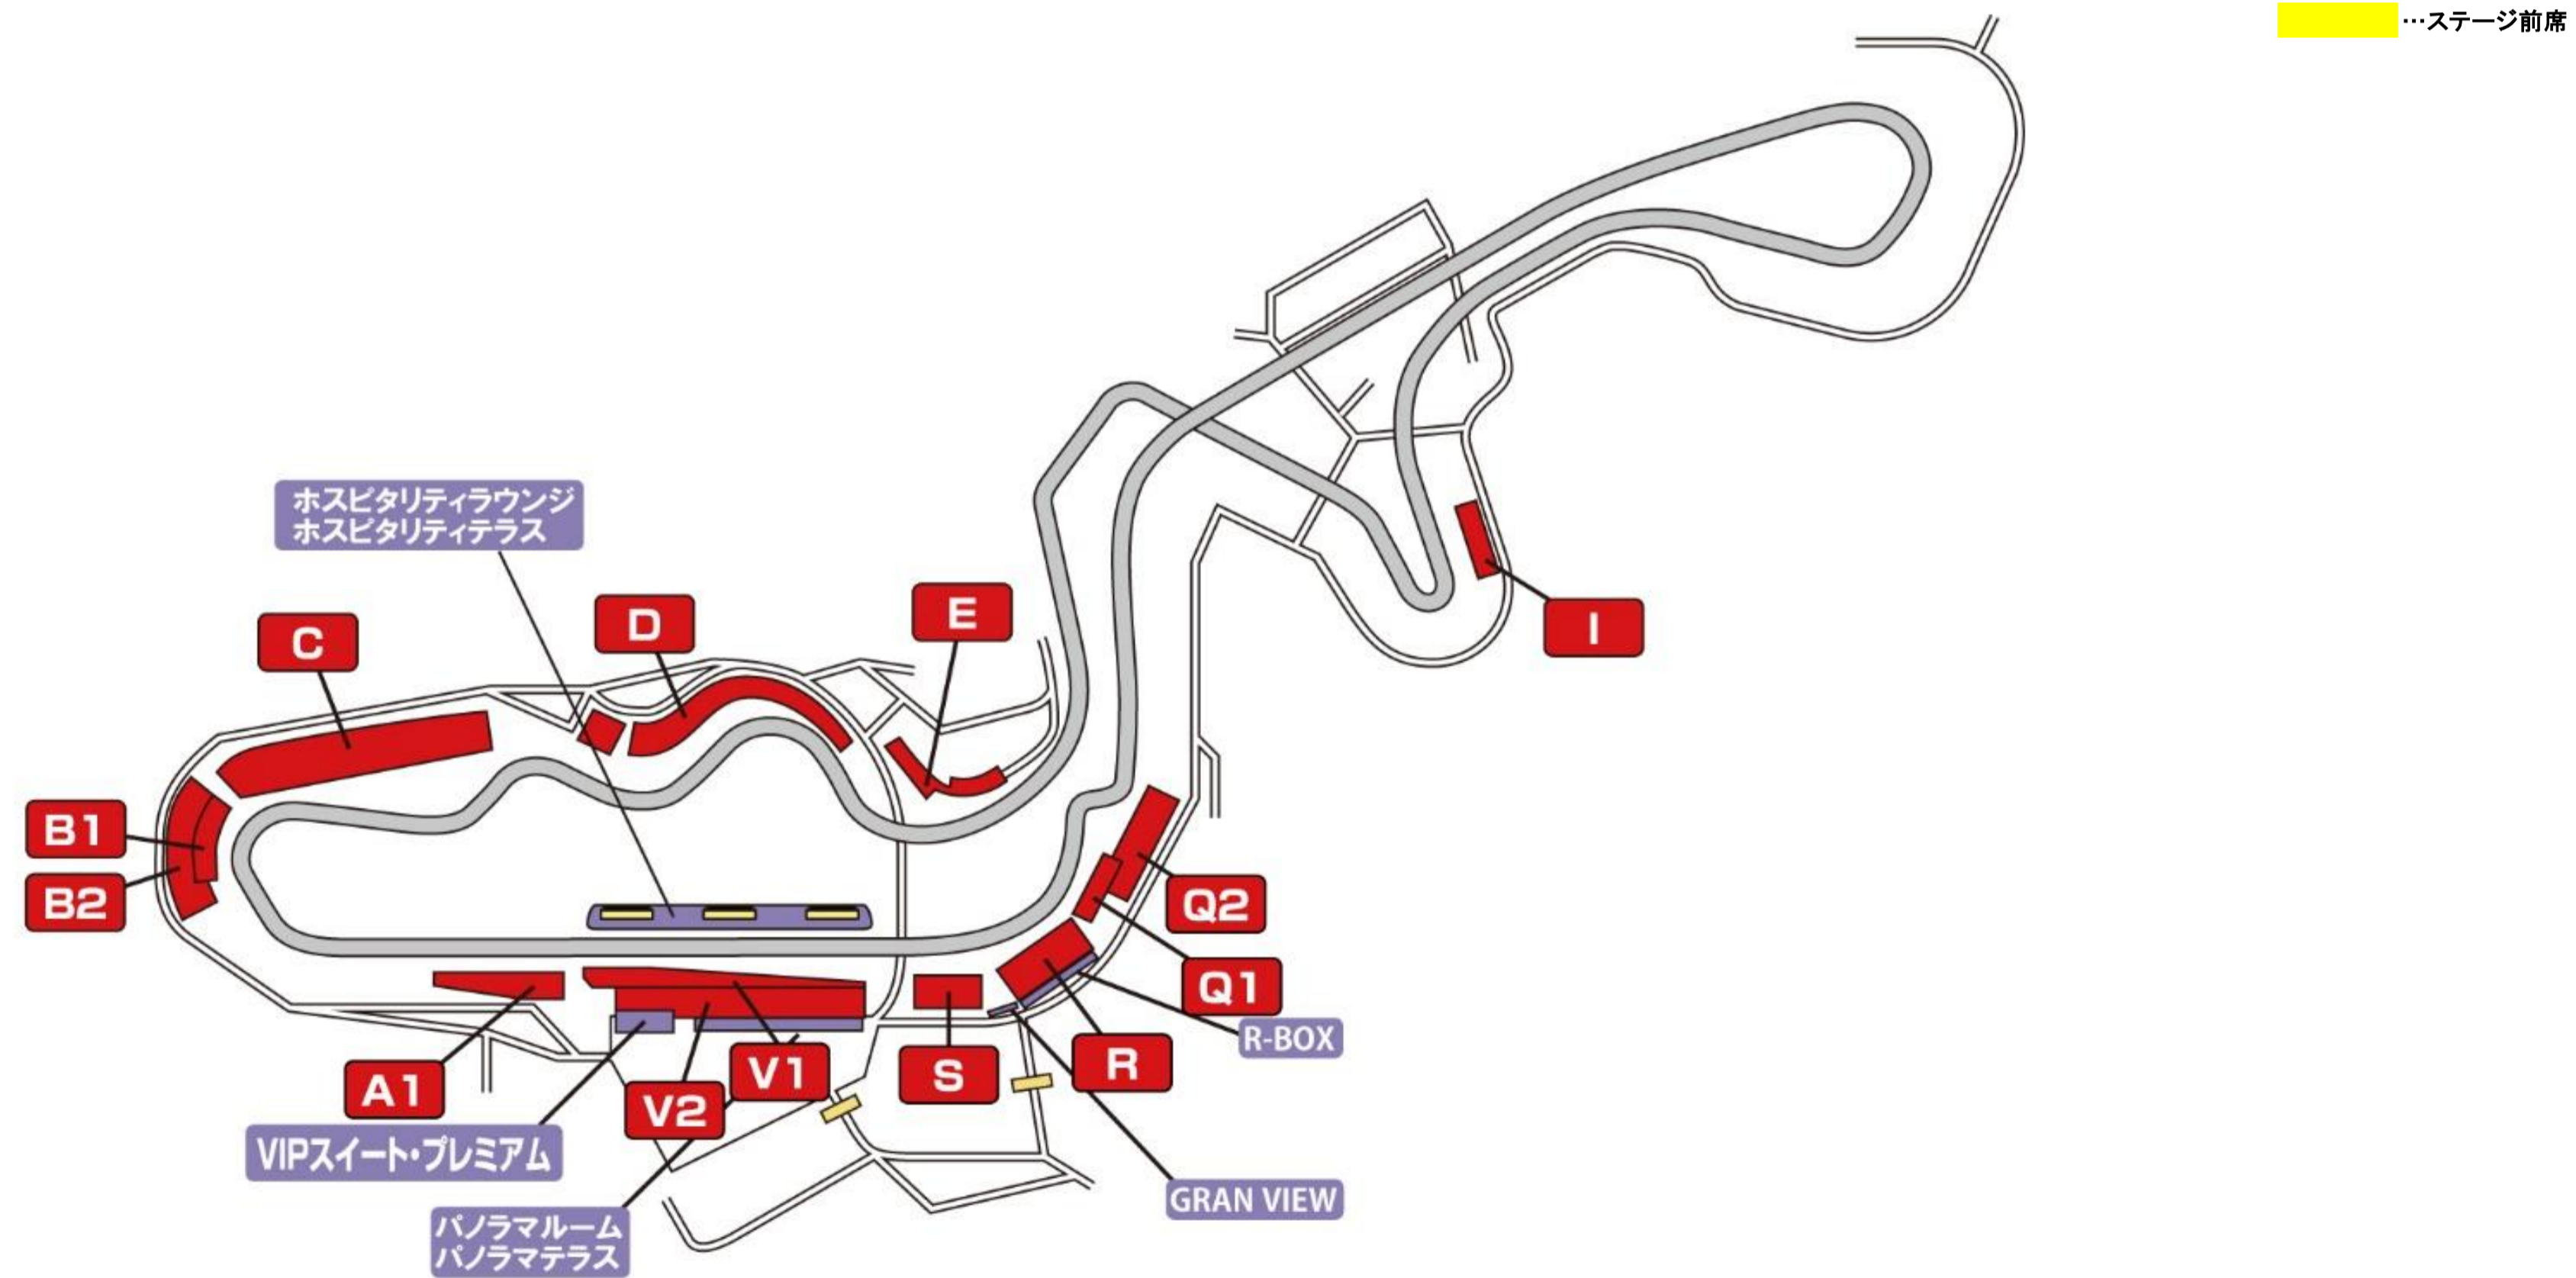 …ステージ前席
ホスピタリティラウンジ
ホスピタリティテラス
C
D
E
I
B1
B2
Q2
Q1
R-BOX
A1
V1
V2
S
R
VIPスイート・プレミアム
GRAN VIEW
パノラマルーム
パノラマテラス